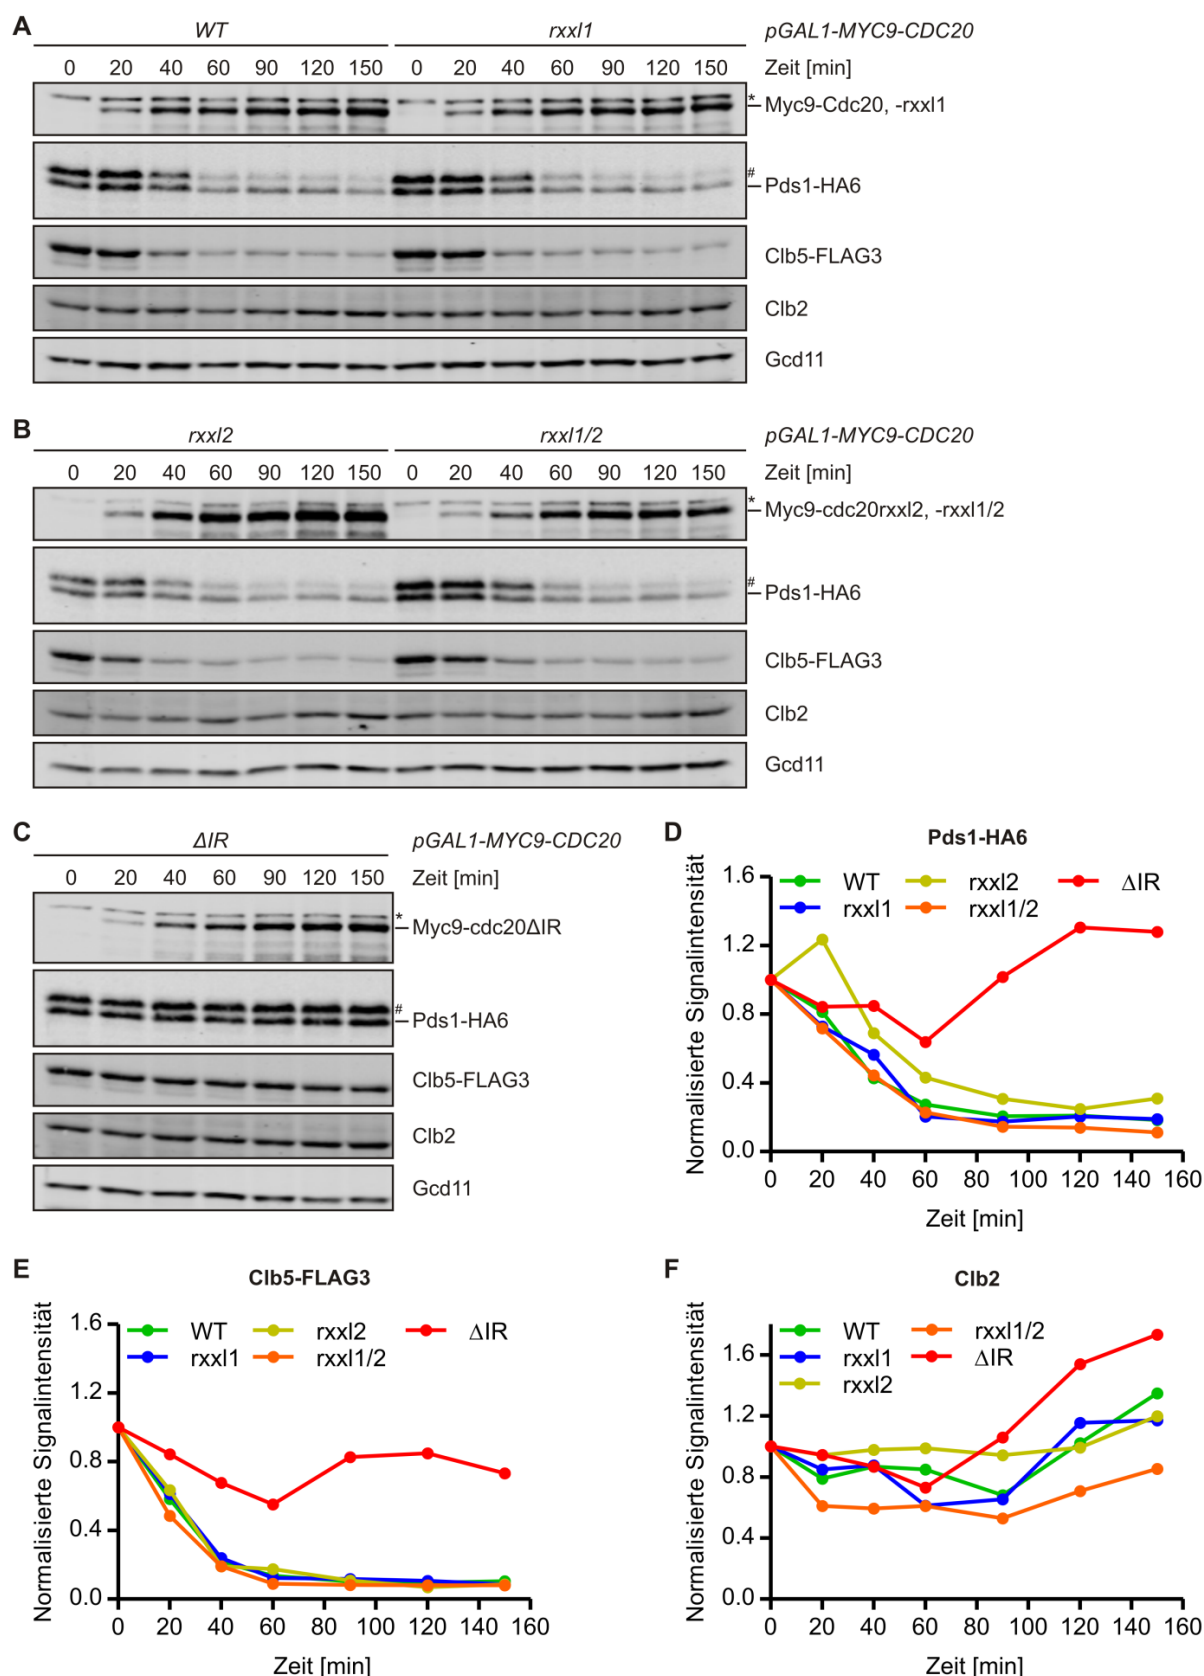 A
WT rxxl1 pGAL1-MYC9-CDC20
0 20 40 60 90 120 150 0 20 40 60 90 120 150 Zeit [min]
*
Myc9-Cdc20, -rxxl1
#
Pds1-HA6
Clb5-FLAG3
Clb2
Gcd11
B
rxxl2 rxxl1/2 pGAL1-MYC9-CDC20
0 20 40 60 90 120 150 0 20 40 60 90 120 150 Zeit [min]
*
Myc9-cdc20rxxl2, -rxxl1/2
#
Pds1-HA6
Clb5-FLAG3
Clb2
Gcd11
C
ΔIR pGAL1-MYC9-CDC20
0 20 40 60 90 120 150 Zeit [min]
*
Myc9-cdc20ΔIR
#
Pds1-HA6
Clb5-FLAG3
Clb2
Gcd11
D
Pds1-HA6
WT rxxl2 ΔIR
rxxl1 rxxl1/2
Normalisierte Signalintensität
1.6
1.2
0.8
0.4
0.0
0 20 40 60 80 100 120 140 160
Zeit [min]
E
Clb5-FLAG3
WT rxxl2 ΔIR
rxxl1 rxxl1/2
Normalisierte Signalintensität
1.6
1.2
0.8
0.4
0.0
0 20 40 60 80 100 120 140 160
Zeit [min]
F
Clb2
WT rxxl1/2
rxxl1 ΔIR
rxxl2
Normalisierte Signalintensität
1.6
1.2
0.8
0.4
0.0
0 20 40 60 80 100 120 140 160
Zeit [min]